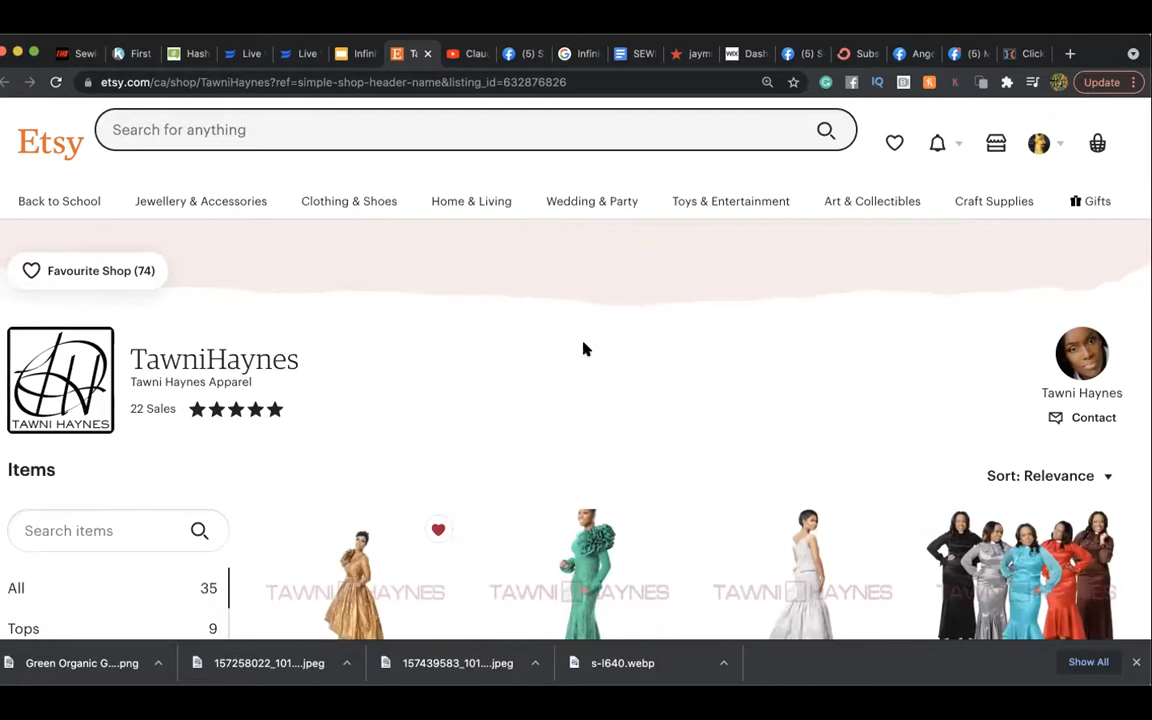 Sewi
First
Hash
Live
Live
Infini
Ta
Clau
(5) S
Infini
SEWI
jaym
Dash
(5) S
Subs
Ange
(5) M
Click
etsy.com/ca/shop/TawniHaynes?ref=simple-shop-header-name&listing_id=632876826
Update
Etsy
Search for anything
Back to School
Jewellery & Accessories
Clothing & Shoes
Home & Living
Wedding & Party
Toys & Entertainment
Art & Collectibles
Craft Supplies
Gifts
Favourite Shop (74)
TAWNI HAYNES
TawniHaynes
Tawni Haynes Apparel
22 Sales
Tawni Haynes
Contact
Items
Sort: Relevance
Search items
All 35
Tops 9
TAWNI HAYNES
TAWNI HAYNES
TAWNI HAYNES
Green Organic G....png
157258022_101....jpeg
157439583_101....jpeg
s-l640.webp
Show All